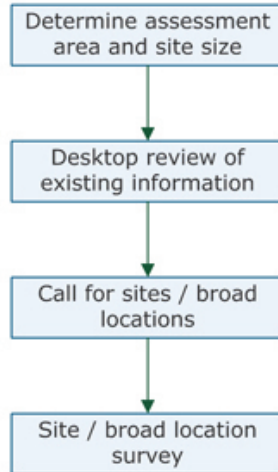 Determine assessment
area and site size
Desktop review of
existing information
Call for sites / broad
locations
Site / broad location
survey